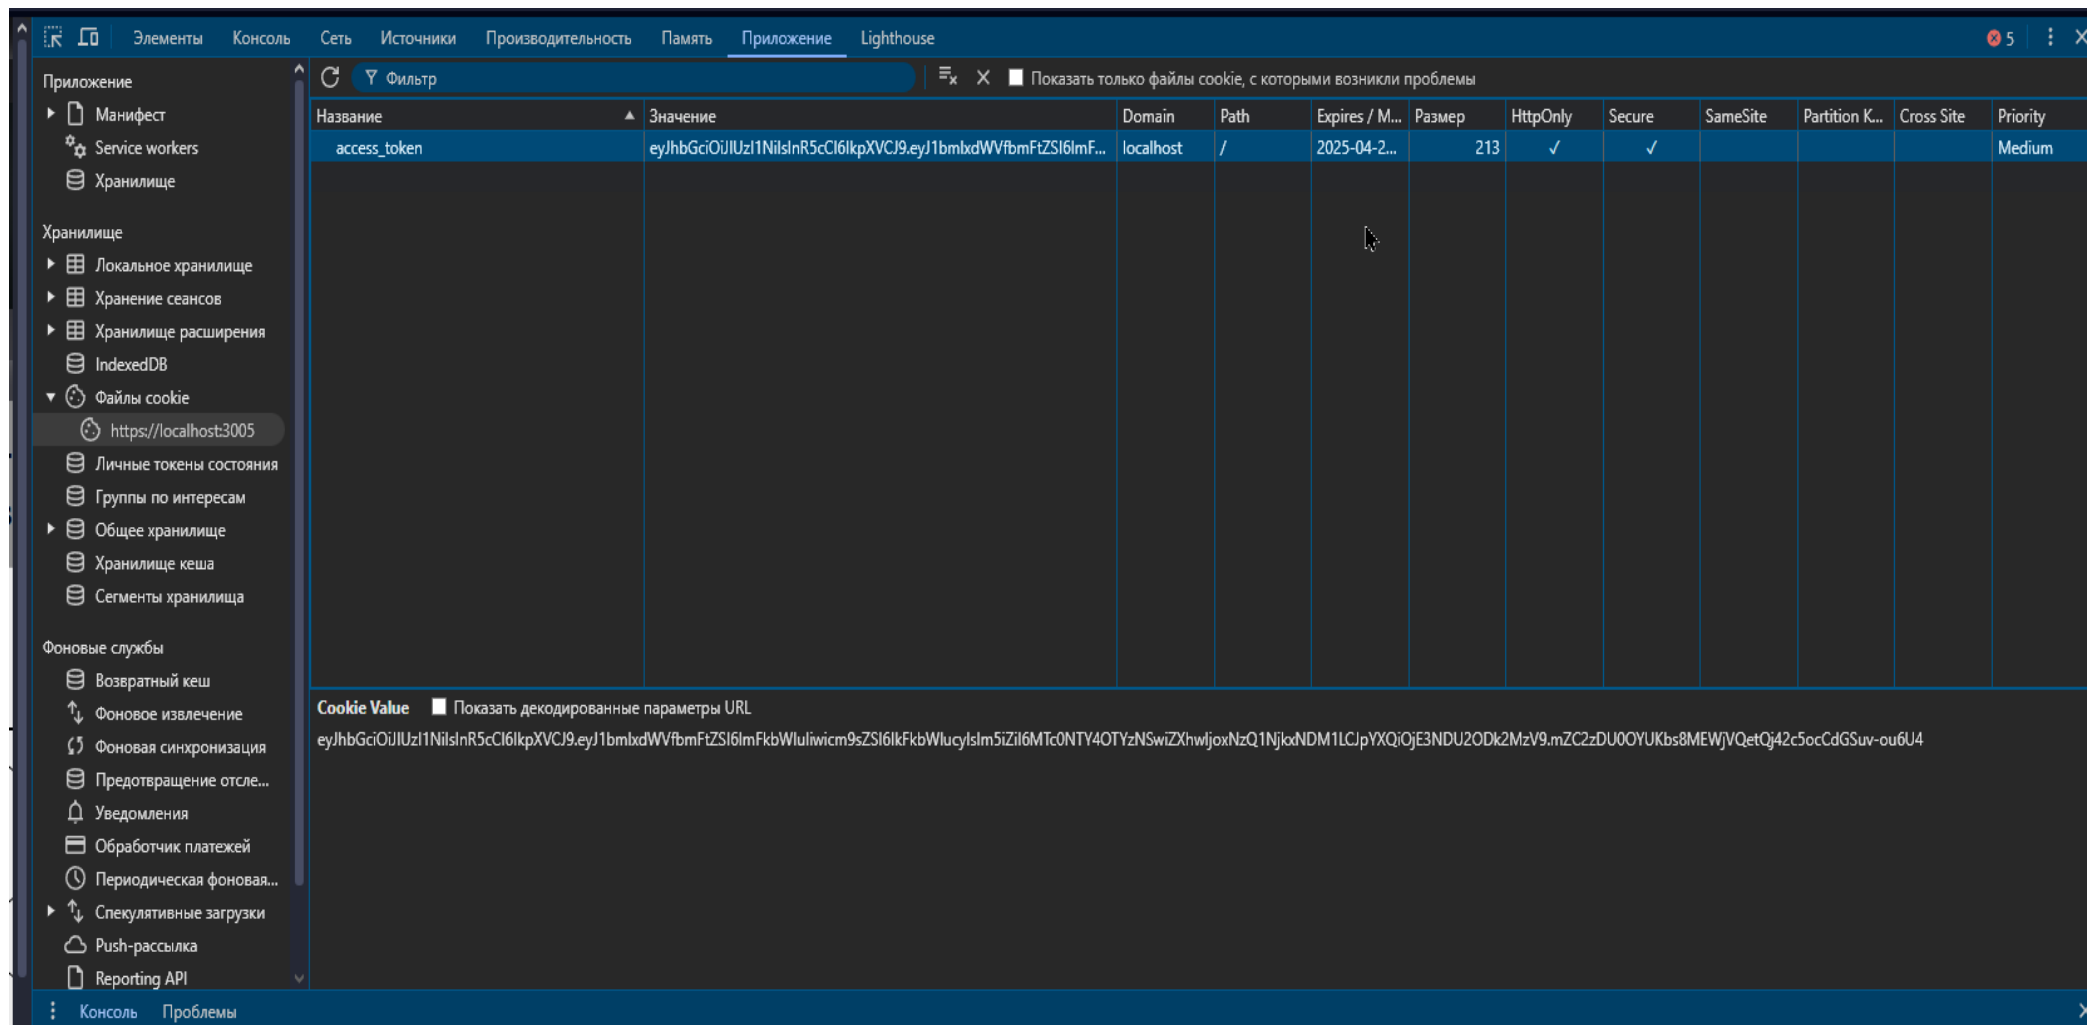 Элементы Консоль Сеть Источники Производительность Память Приложение Lighthouse 5
Приложение
Манифест
Service workers
Хранилище
Хранилище
Локальное хранилище
Хранение сеансов
Хранилище расширения
IndexedDB
Файлы cookie
https://localhost:3005
Личные токены состояния
Группы по интересам
Общее хранилище
Хранилище кеша
Сегменты хранилища
Фоновые службы
Возвратный кеш
Фоновое извлечение
Фоновая синхронизация
Предотвращение отсле...
Уведомления
Обработчик платежей
Периодическая фоновая...
Спекулятивные загрузки
Push-рассылка
Reporting API
Фильтр Показать только файлы cookie, с которыми возникли проблемы
Название Значение Domain Path Expires / M... Размер HttpOnly Secure SameSite Partition K... Cross Site Priority
access_token eyJhbGciOiJIUzI1NiIsInR5cCI6IkpXVCJ9.eyJ1bmlxdWVfbmFtZSI6ImF... localhost / 2025-04-2... 213 ✓ ✓ Medium
Cookie Value Показать декодированные параметры URL
eyJhbGciOiJIUzI1NiIsInR5cCI6IkpXVCJ9.eyJ1bmlxdWVfbmFtZSI6ImFkbWluIiwicm9sZSI6IkFkbWlucyIsIm5iZiI6MTc0NTY4OTYzNSwiZXhwIjoxNzQ1NjkxNDM1LCJpYXQiOjE3NDU2ODk2MzV9.mZC2zDU0OYUKbs8MEWjVQetQj42c5ocCdGSuv-ou6U4
Консоль Проблемы